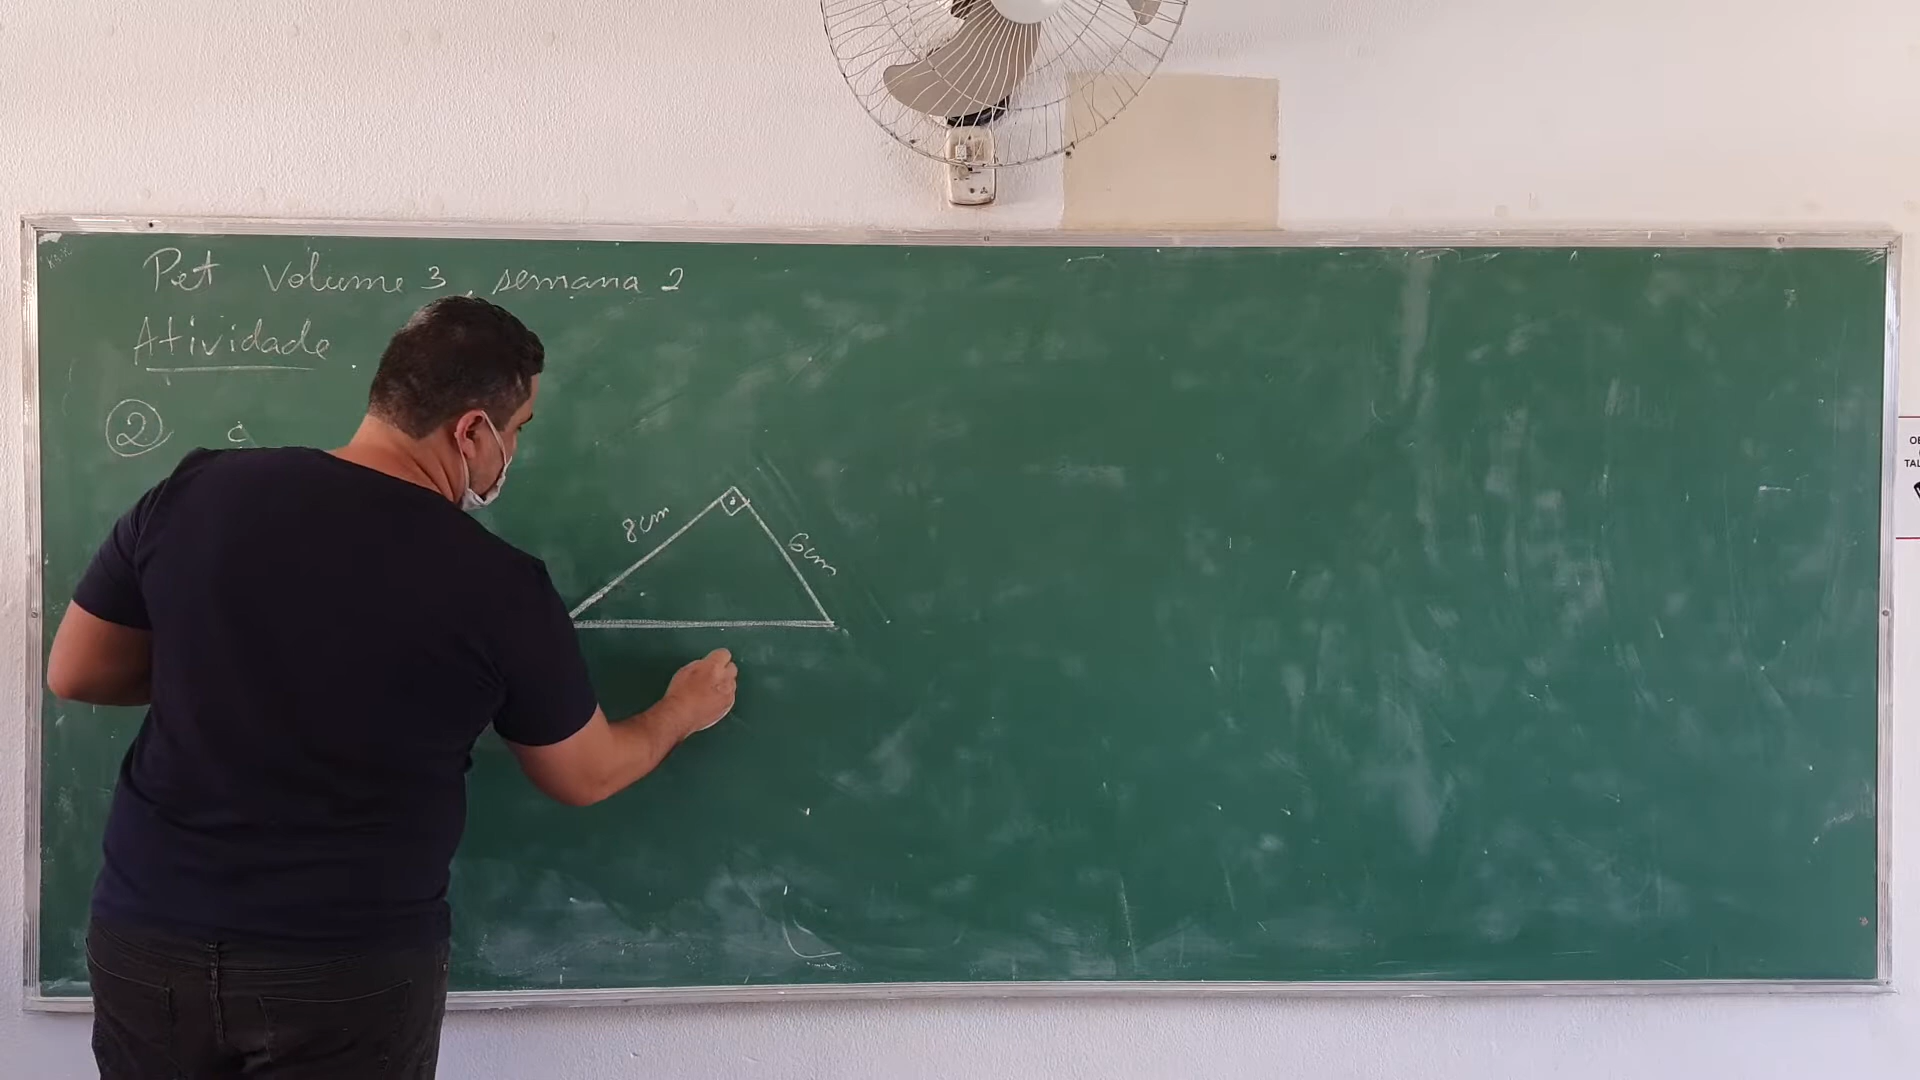 Pet Volume 3, semana 2
Atividade
2
8cm
6cm